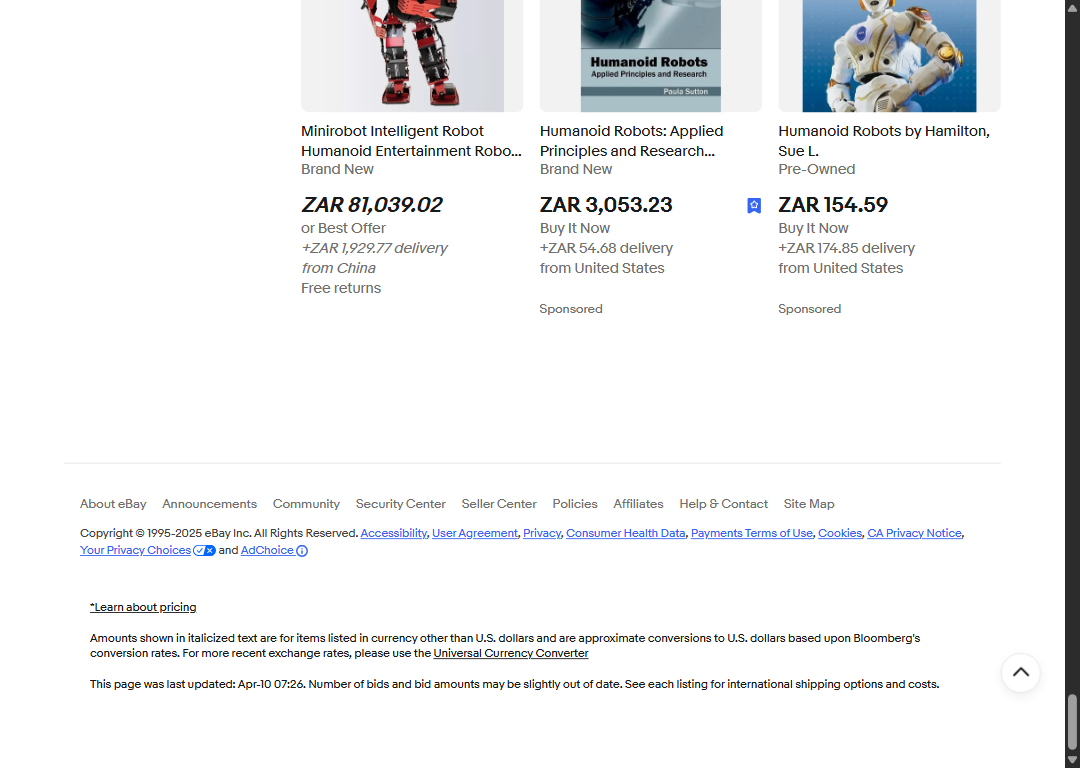 Humanoid Robots
Applied Principles and Research
Paula Sutton
Minirobot Intelligent Robot
Humanoid Entertainment Robo...
Brand New
ZAR 81,039.02
or Best Offer
+ZAR 1,929.77 delivery
from China
Free returns
Humanoid Robots: Applied
Principles and Research...
Brand New
ZAR 3,053.23
Buy It Now
+ZAR 54.68 delivery
from United States
Sponsored
Humanoid Robots by Hamilton,
Sue L.
Pre-Owned
ZAR 154.59
Buy It Now
+ZAR 174.85 delivery
from United States
Sponsored
About eBay Announcements Community Security Center Seller Center Policies Affiliates Help & Contact Site Map
Copyright © 1995-2025 eBay Inc. All Rights Reserved. Accessibility, User Agreement, Privacy, Consumer Health Data, Payments Terms of Use, Cookies, CA Privacy Notice,
Your Privacy Choices and AdChoice
*Learn about pricing
Amounts shown in italicized text are for items listed in currency other than U.S. dollars and are approximate conversions to U.S. dollars based upon Bloomberg's
conversion rates. For more recent exchange rates, please use the Universal Currency Converter
This page was last updated: Apr-10 07:26. Number of bids and bid amounts may be slightly out of date. See each listing for international shipping options and costs.